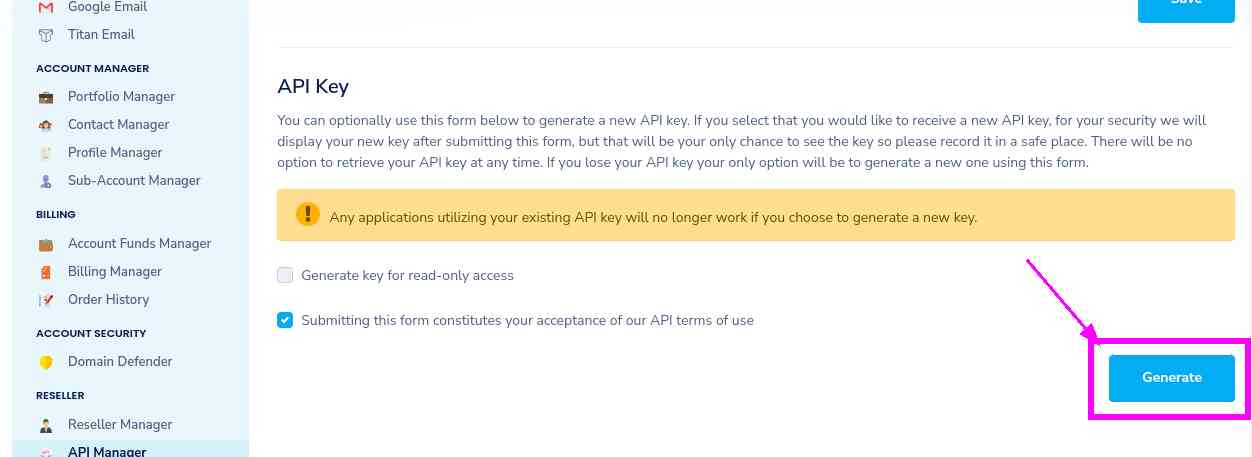 Google Email
Titan Email
ACCOUNT MANAGER
Portfolio Manager
Contact Manager
Profile Manager
Sub-Account Manager
BILLING
Account Funds Manager
Billing Manager
Order History
ACCOUNT SECURITY
Domain Defender
RESELLER
Reseller Manager
API Manager
Save
API Key
You can optionally use this form below to generate a new API key. If you select that you would like to receive a new API key, for your security we will
display your new key after submitting this form, but that will be your only chance to see the key so please record it in a safe place. There will be no
option to retrieve your API key at any time. If you lose your API key your only option will be to generate a new one using this form.
Any applications utilizing your existing API key will no longer work if you choose to generate a new key.
Generate key for read-only access
Submitting this form constitutes your acceptance of our API terms of use
Generate